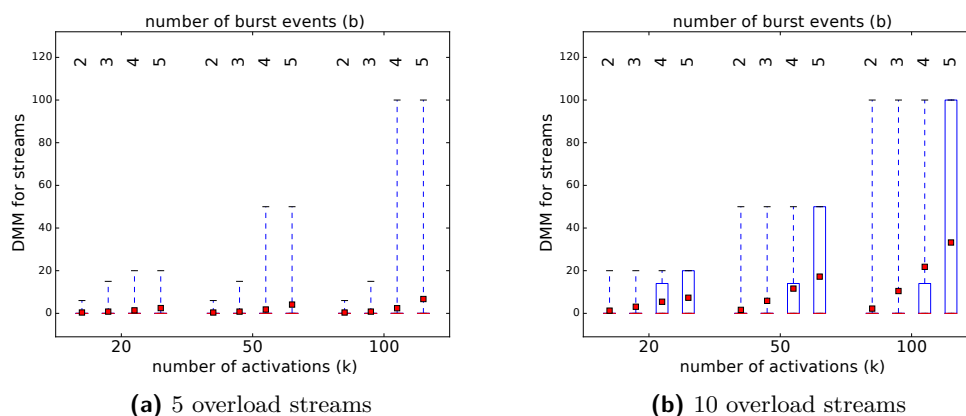 number of burst events (b)
120
100
80
60
40
20
0
DMM for streams
2 3 4 5 2 3 4 5 2 3 4 5
20 50 100
number of activations (k)
(a) 5 overload streams
number of burst events (b)
120
100
80
60
40
20
0
DMM for streams
2 3 4 5 2 3 4 5 2 3 4 5
20 50 100
number of activations (k)
(b) 10 overload streams